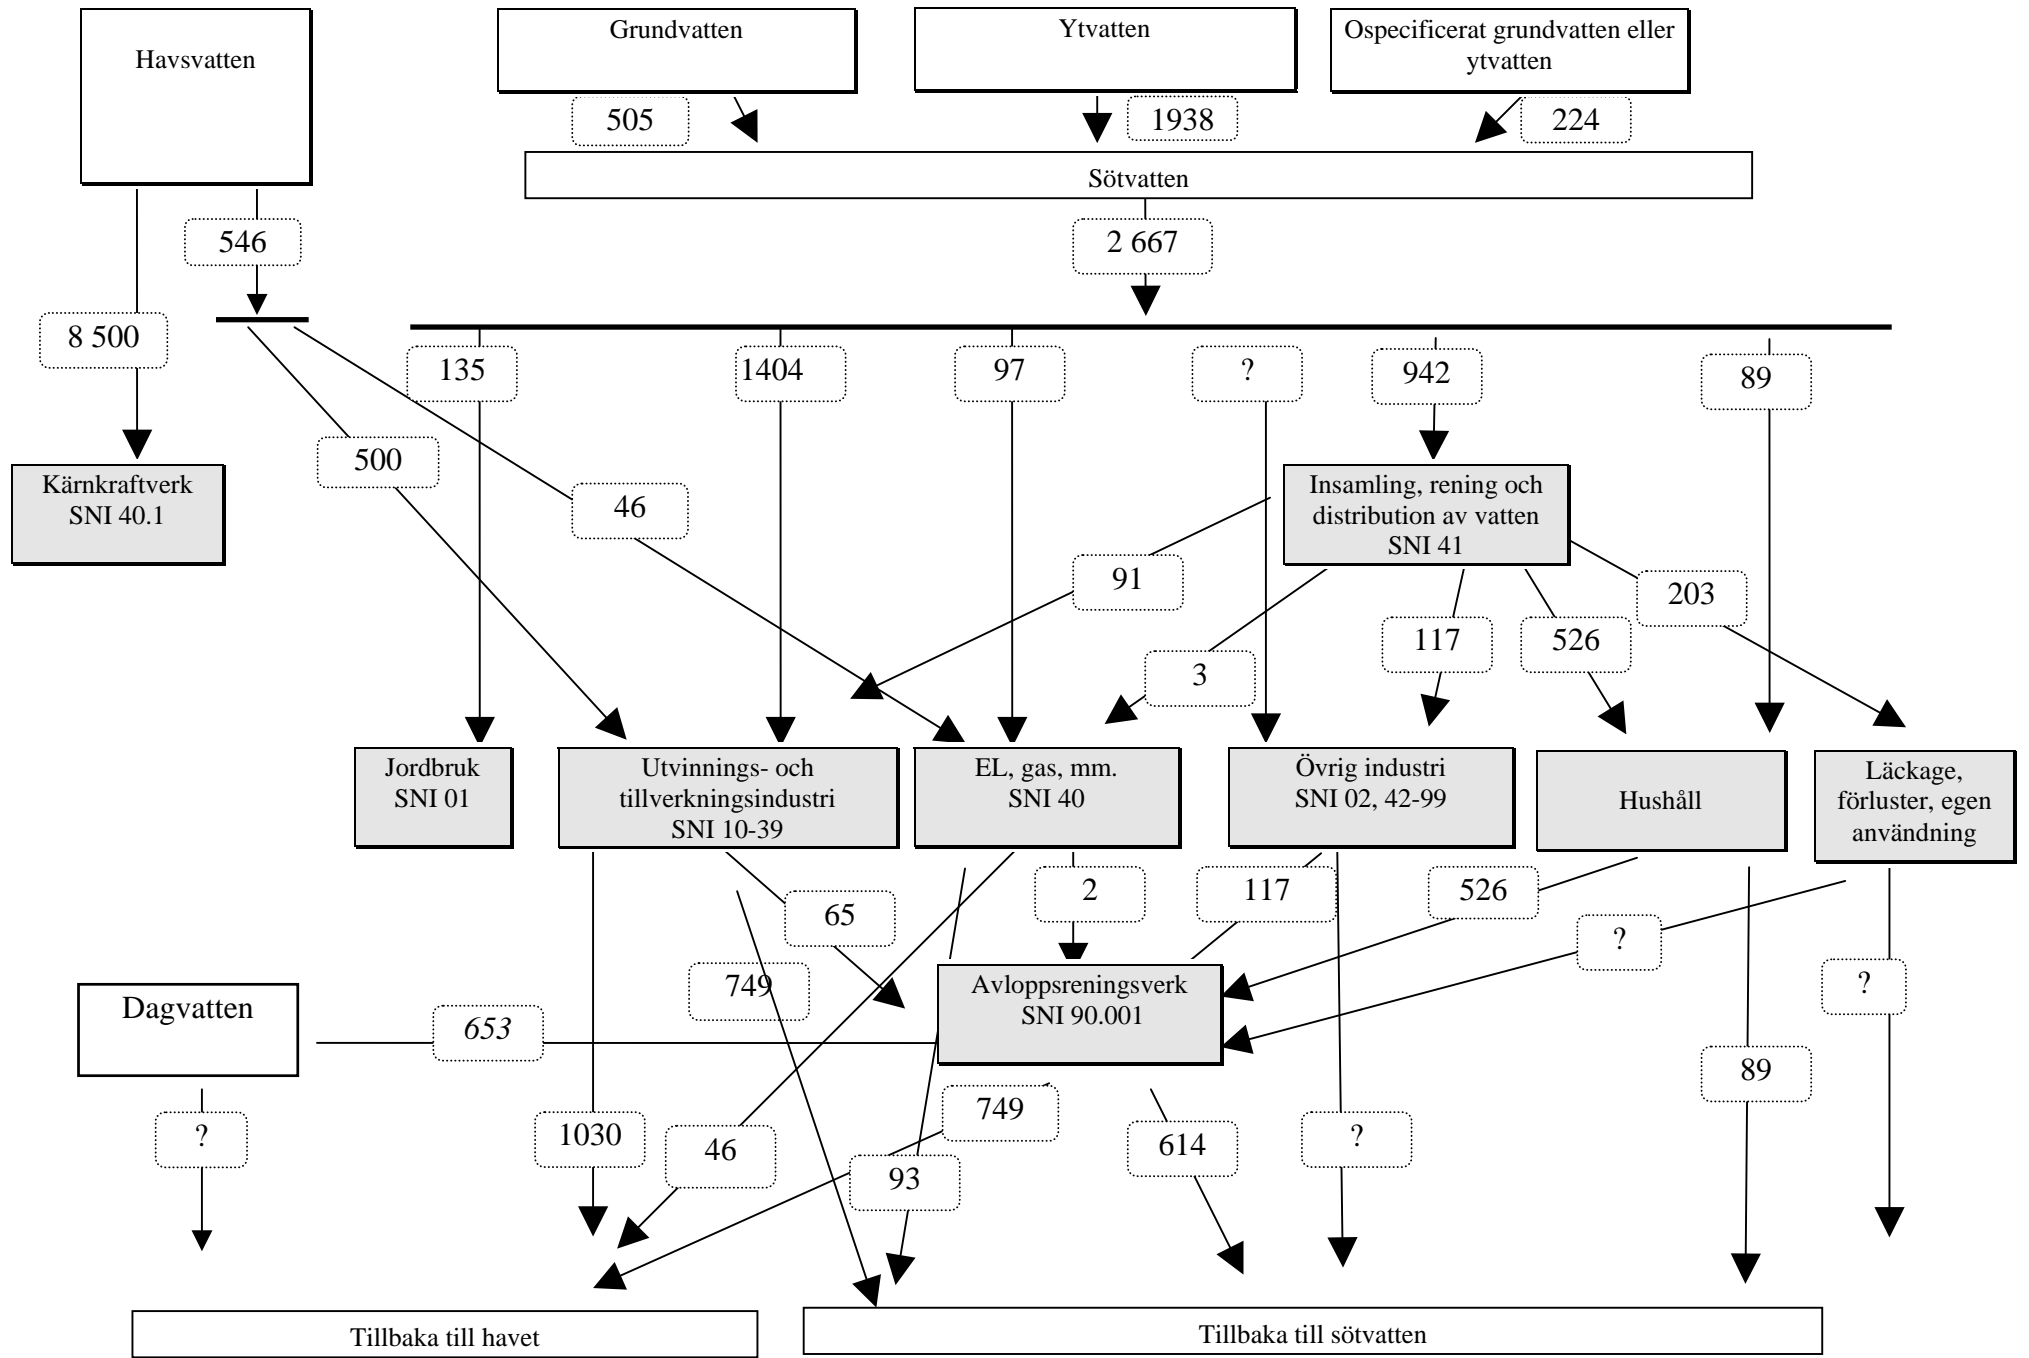 Havsvatten
Grundvatten
Ytvatten
Ospecificerat grundvatten eller
ytvatten
505
1938
224
Sötvatten
546
2 667
8 500
135
1404
97
?
942
89
500
46
Kärnkraftverk
SNI 40.1
Insamling, rening och
distribution av vatten
SNI 41
91
203
3
117
526
Jordbruk
SNI 01
Utvinnings- och
tillverkningsindustri
SNI 10-39
EL, gas, mm.
SNI 40
Övrig industri
SNI 02, 42-99
Hushåll
Läckage,
förluster, egen
användning
65
2
117
526
?
749
?
Dagvatten
653
Avloppsreningsverk
SNI 90.001
89
?
1030
46
749
93
614
?
Tillbaka till havet
Tillbaka till sötvatten